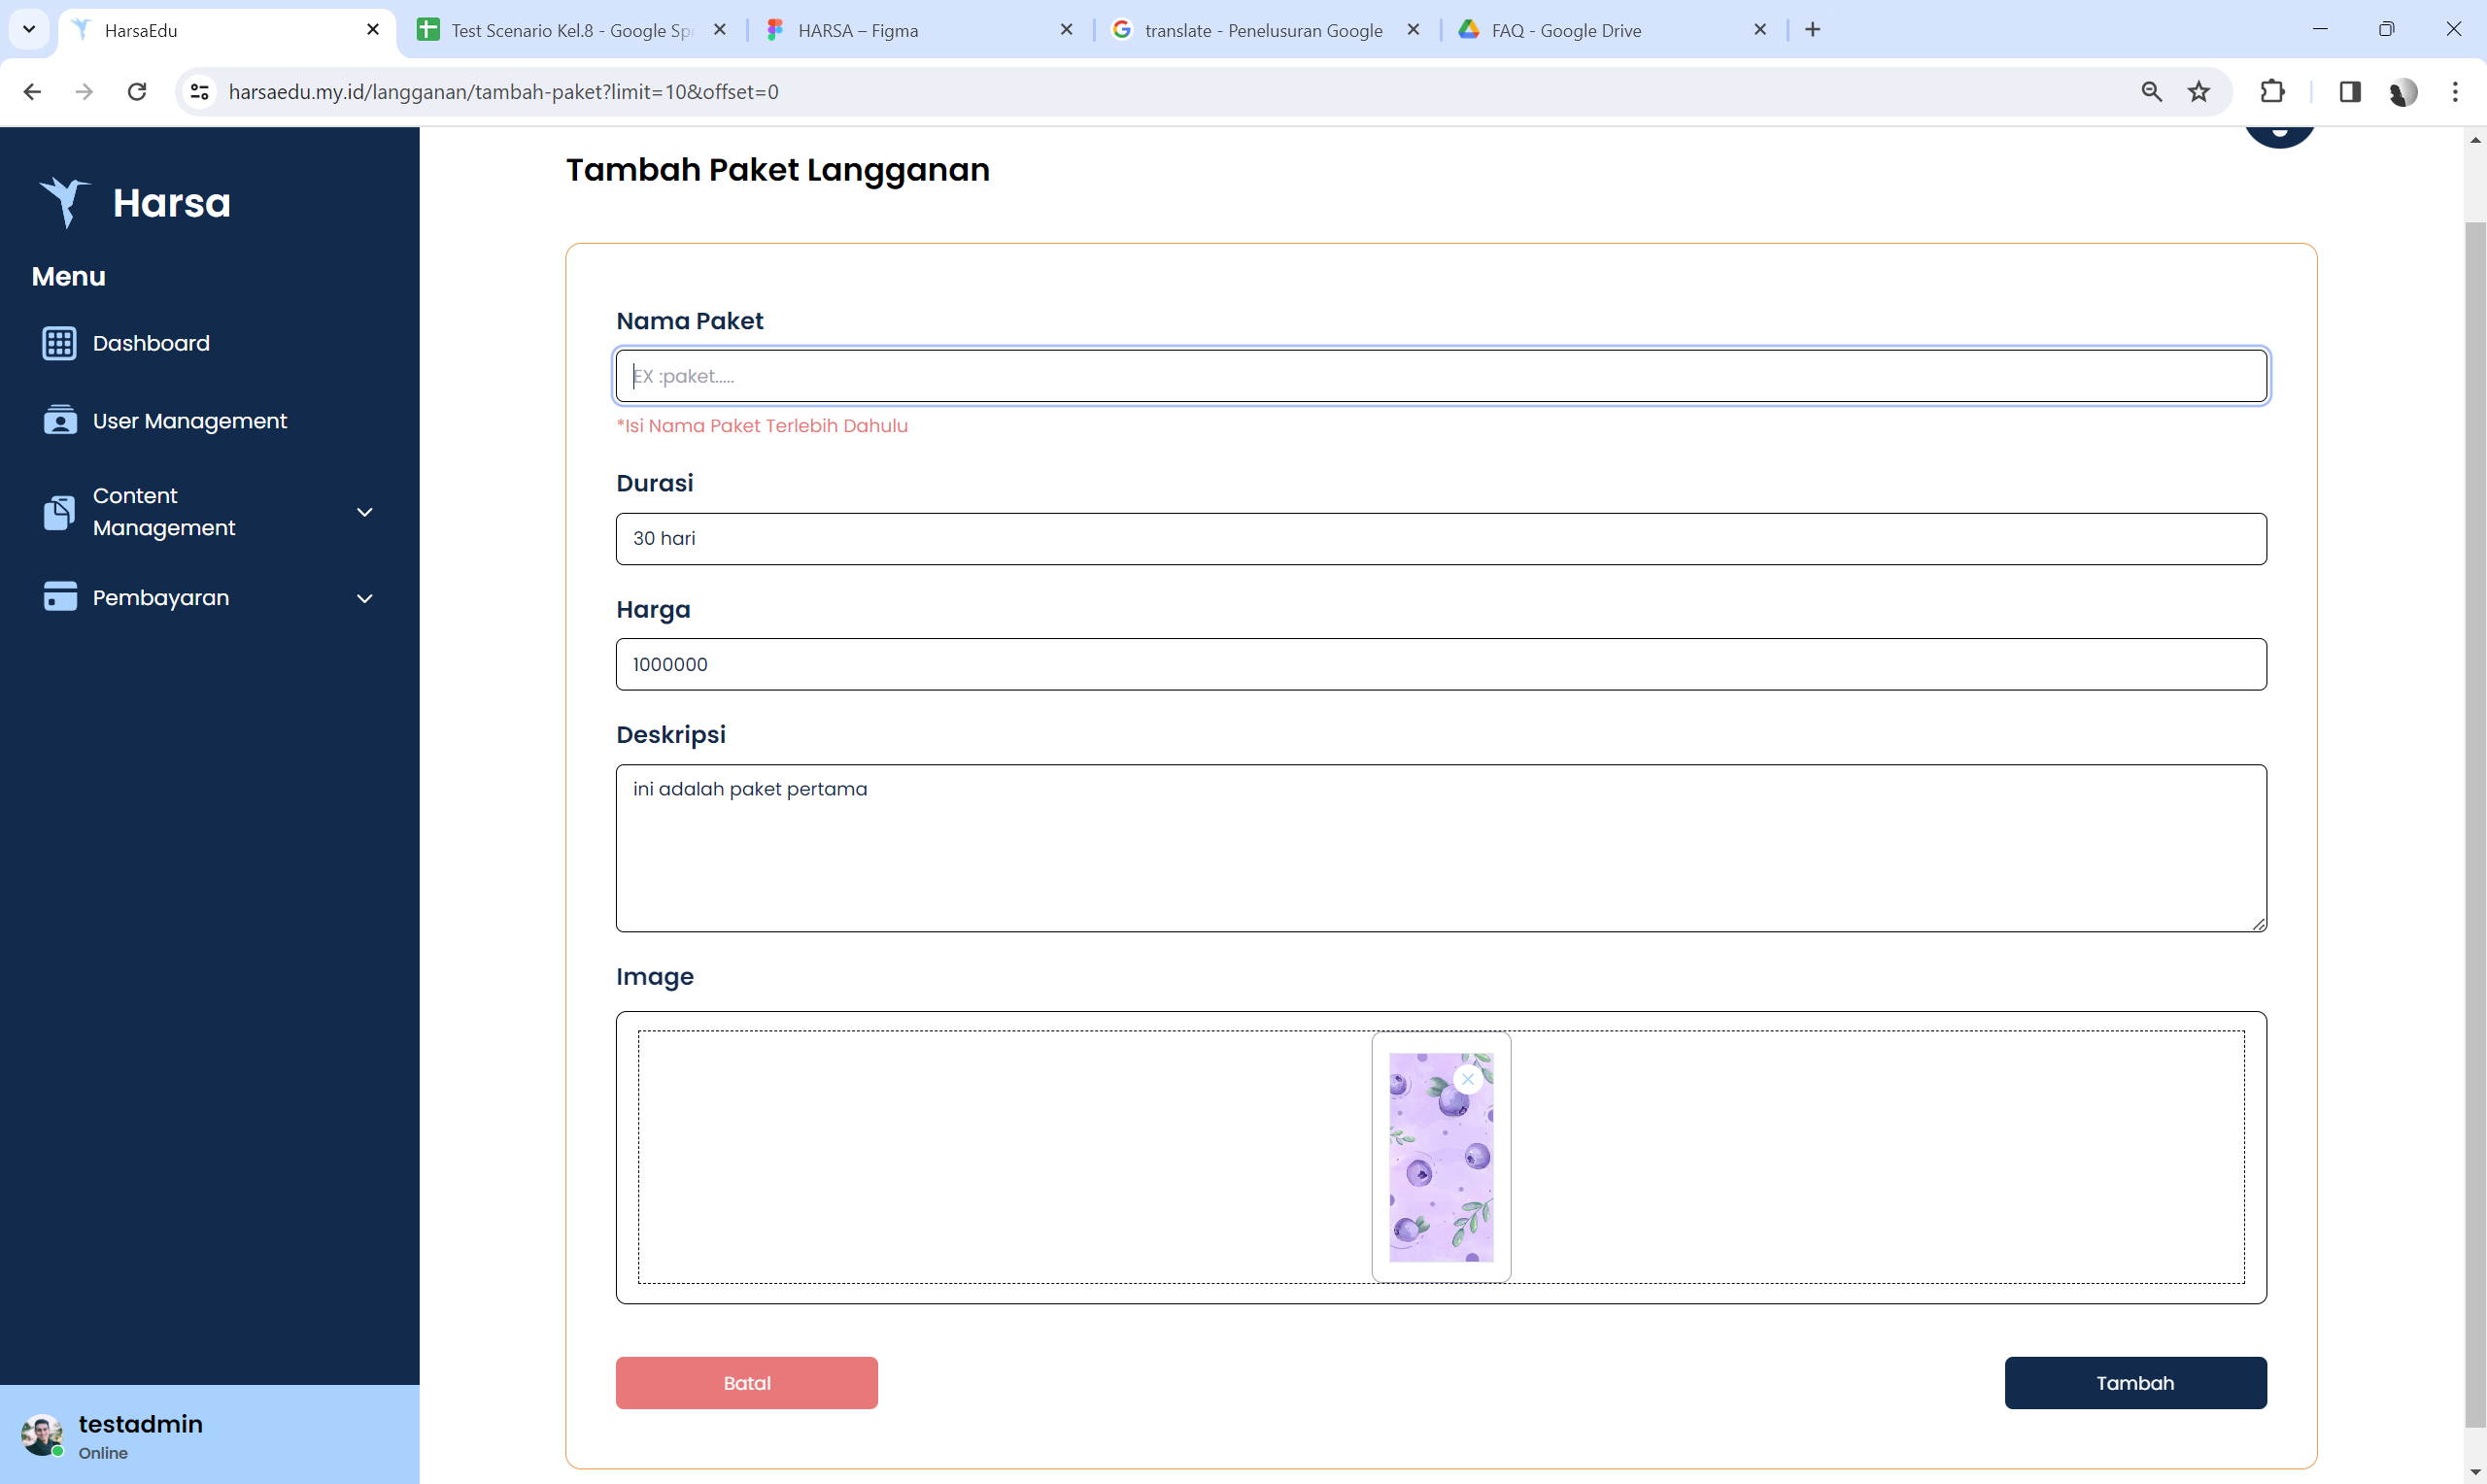 HarsaEdu
Test Scenario Kel.8 - Google Spr
HARSA – Figma
translate - Penelusuran Google
FAQ - Google Drive
harsaedu.my.id/langganan/tambah-paket?limit=10&offset=0
Harsa
Menu
Dashboard
User Management
Content
Management
Pembayaran
testadmin
Online
Tambah Paket Langganan
Nama Paket
EX :paket.....
*Isi Nama Paket Terlebih Dahulu
Durasi
30 hari
Harga
1000000
Deskripsi
ini adalah paket pertama
Image
Batal
Tambah